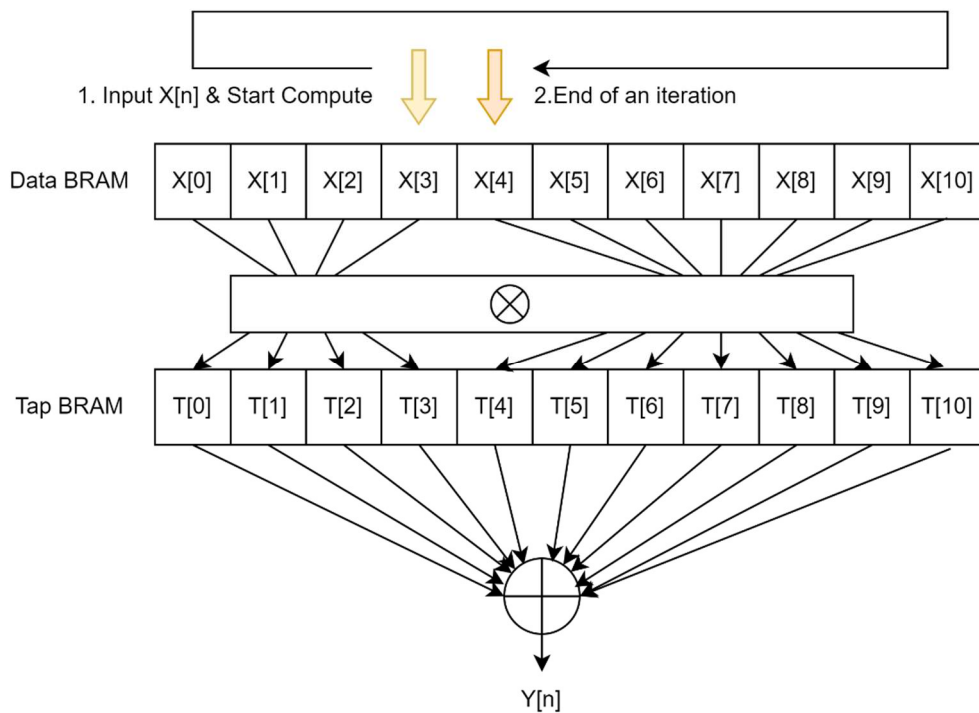 1. Input X[n] & Start Compute
2.End of an iteration
Data BRAM X[0] X[1] X[2] X[3] X[4] X[5] X[6] X[7] X[8] X[9] X[10]
Tap BRAM T[0] T[1] T[2] T[3] T[4] T[5] T[6] T[7] T[8] T[9] T[10]
Y[n]